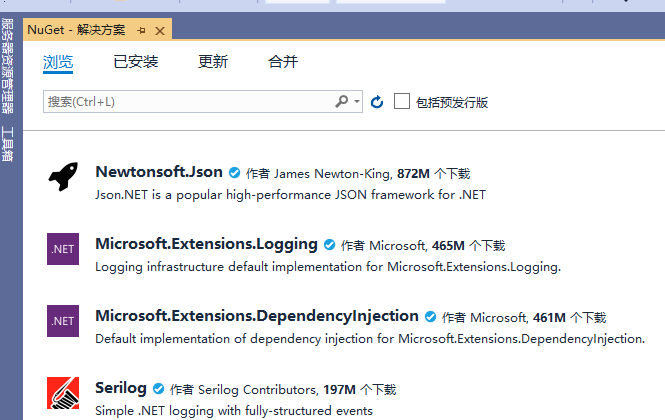 服务器资源管理器
工具箱
NuGet - 解决方案
浏览 已安装 更新 合并
搜索(Ctrl+L)
包括预发行版
Newtonsoft.Json 作者 James Newton-King, 872M 个下载
Json.NET is a popular high-performance JSON framework for .NET
.NET
Microsoft.Extensions.Logging 作者 Microsoft, 465M 个下载
Logging infrastructure default implementation for Microsoft.Extensions.Logging.
.NET
Microsoft.Extensions.DependencyInjection 作者 Microsoft, 461M 个下载
Default implementation of dependency injection for Microsoft.Extensions.DependencyInjection.
Serilog 作者 Serilog Contributors, 197M 个下载
Simple .NET logging with fully-structured events